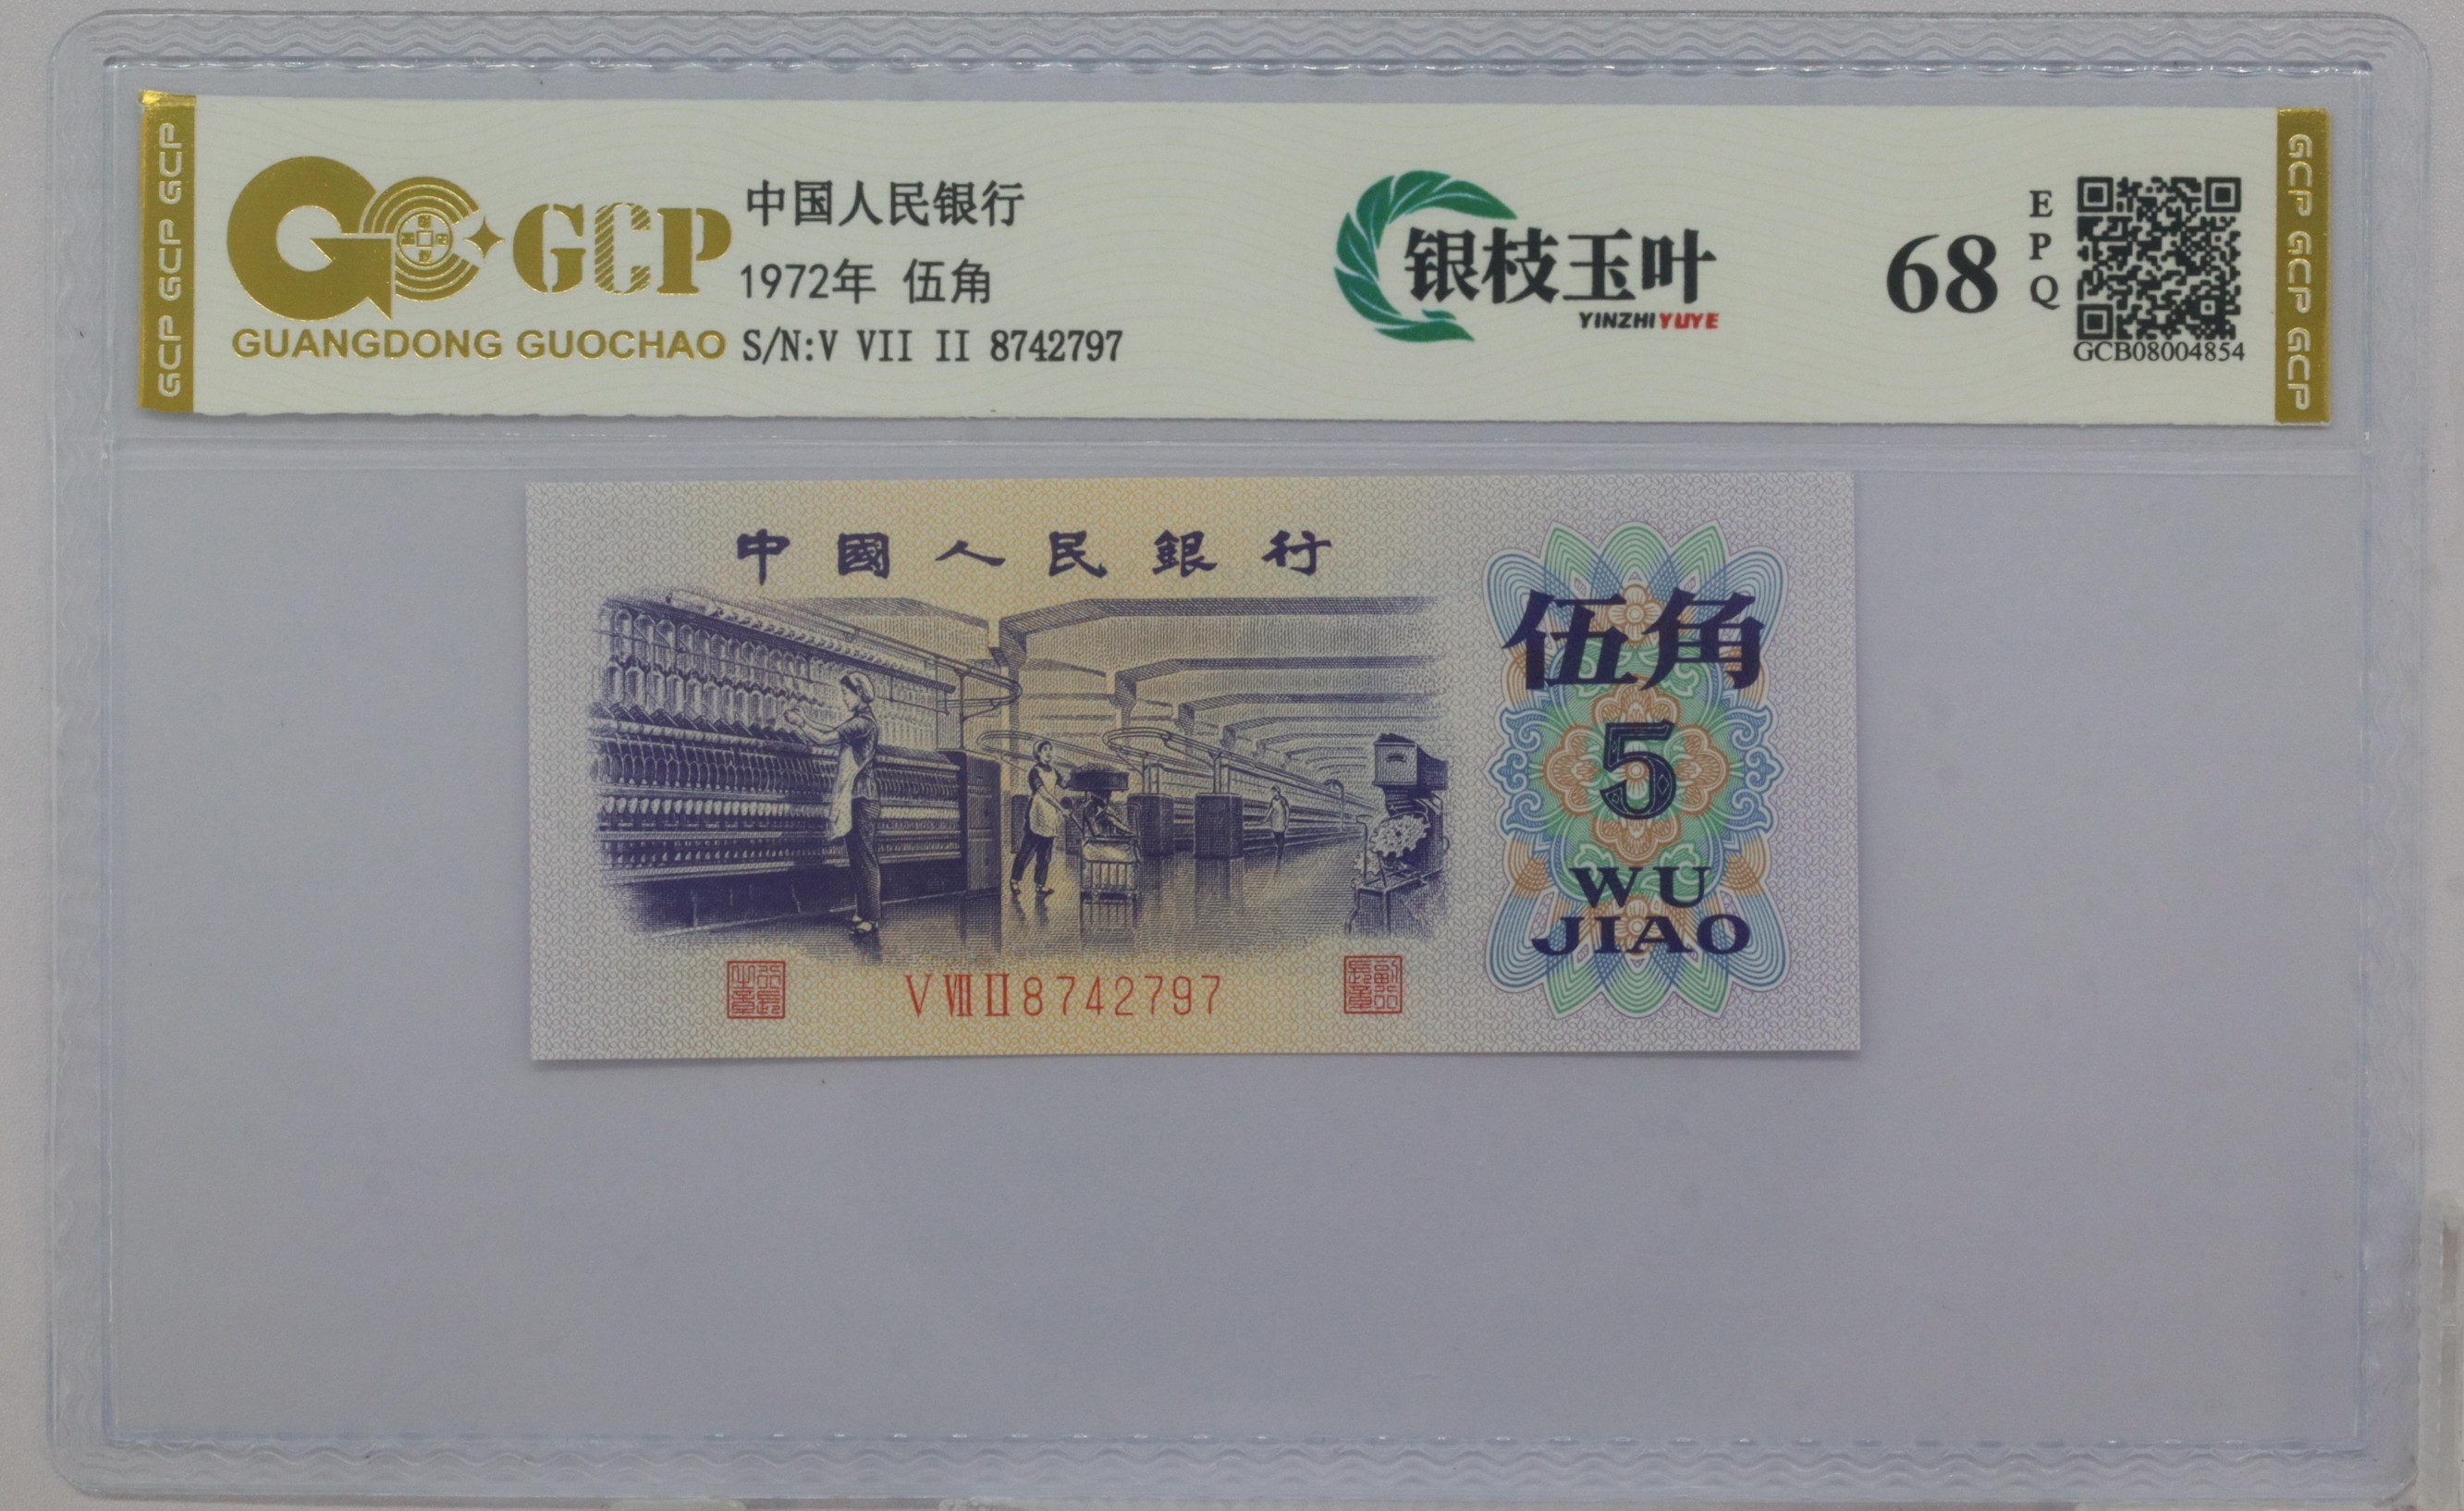 GCP GCP GCP
GCP
GUANGDONG GUOCHAO
中国人民银行
1972年 伍角
S/N:V VII II 8742797
银枝玉叶
YINZHIYUYE
68
EPQ
GCB08004854
GCP GCP GCP
中國人民銀行
伍角
5
WU
JIAO
V VII II 8742797